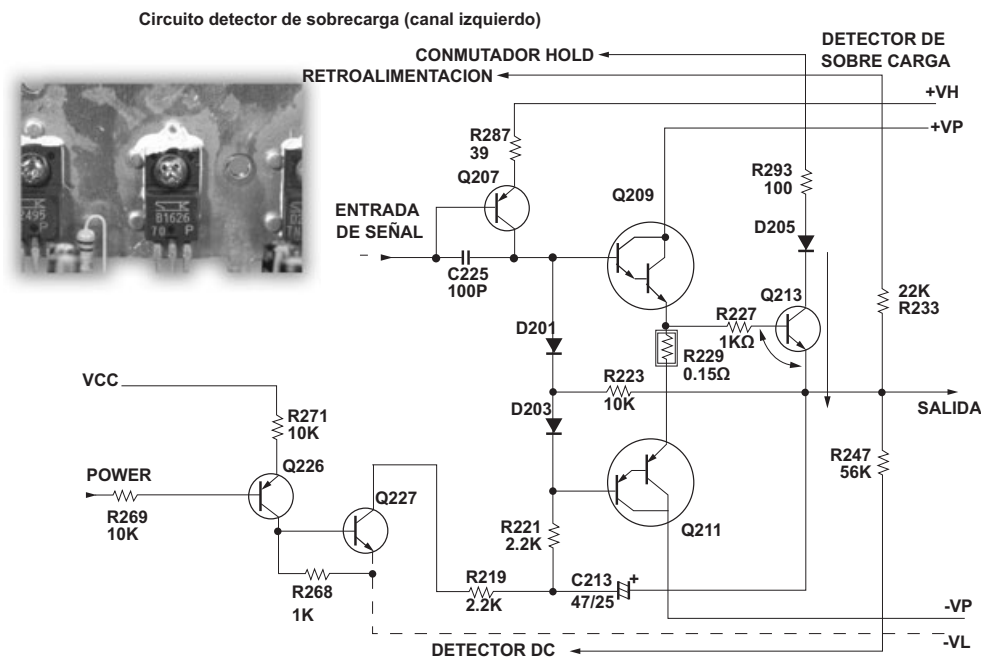 Circuito detector de sobrecarga (canal izquierdo)
CONMUTADOR HOLD
DETECTOR DE
SOBRE CARGA
RETROALIMENTACION
+VH
+VP
R287
39
Q207
Q209
R293
100
D205
ENTRADA
DE SEÑAL
C225
100P
2495
P
B1626
70 P
Q213
22K
R233
R227
1KΩ
D201
R229
0.15Ω
VCC
R223
10K
SALIDA
D203
R271
10K
R247
56K
POWER
Q226
Q227
R269
10K
R221
2.2K
Q211
R268
1K
R219
2.2K
C213
47/25
+
-VP
-VL
DETECTOR DC